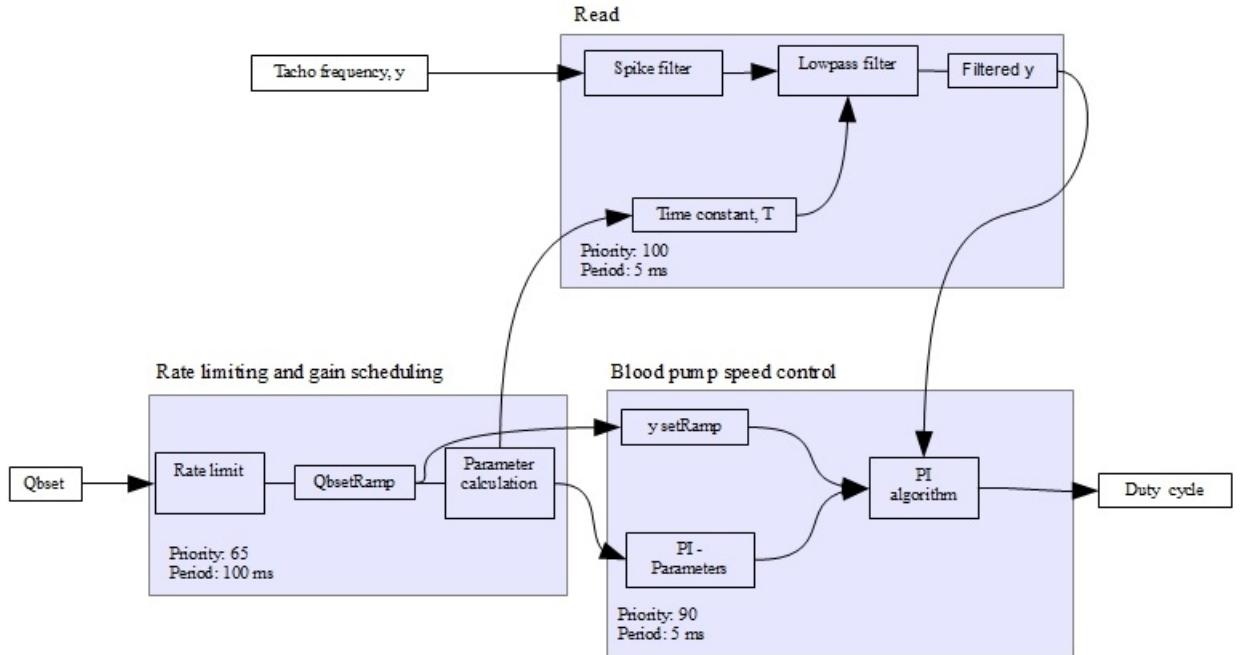 Read
Tacho frequency, y
Spike filter
Lowpass filter
Filtered y
Time constant, T
Priority: 100
Period: 5 ms
Rate limiting and gain scheduling
Qbset
Rate limit
QbsetRamp
Parameter
calculation
Priority: 65
Period: 100 ms
Blood pump speed control
y setRamp
PI -
Parameters
PI
algorithm
Priority: 90
Period: 5 ms
Duty cycle